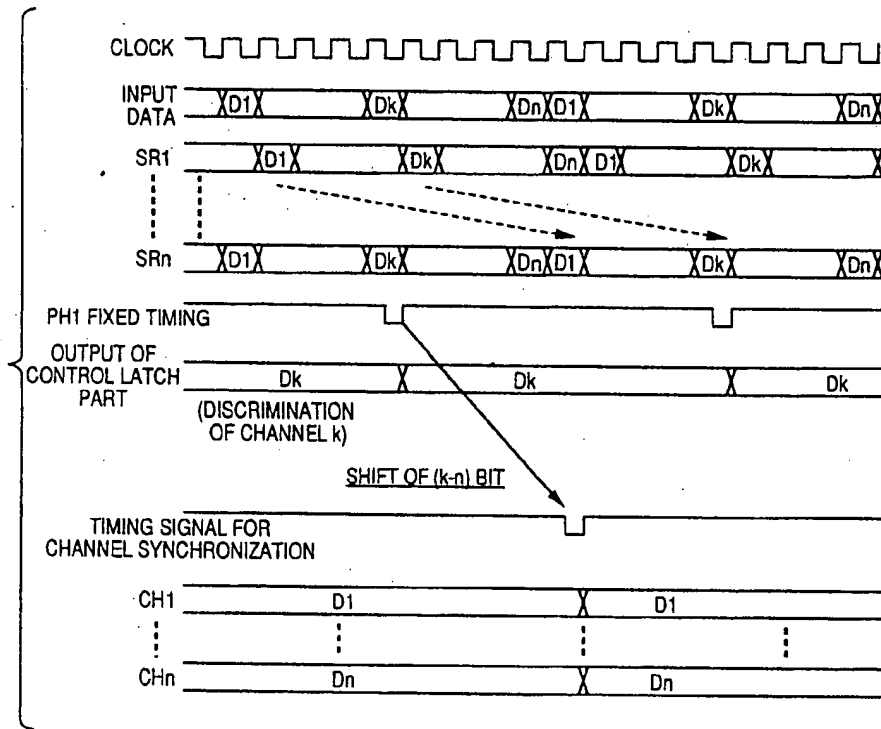 CLOCK
INPUT DATA D1 Dk Dn D1 Dk Dn
SR1 D1 Dk Dn D1 Dk
SRn D1 Dk Dn D1 Dk Dn
PH1 FIXED TIMING
OUTPUT OF
CONTROL LATCH
PART
Dk Dk Dk
(DISCRIMINATION
OF CHANNEL k)
SHIFT OF (k-n) BIT
TIMING SIGNAL FOR
CHANNEL SYNCHRONIZATION
CH1 D1 D1
CHn Dn Dn